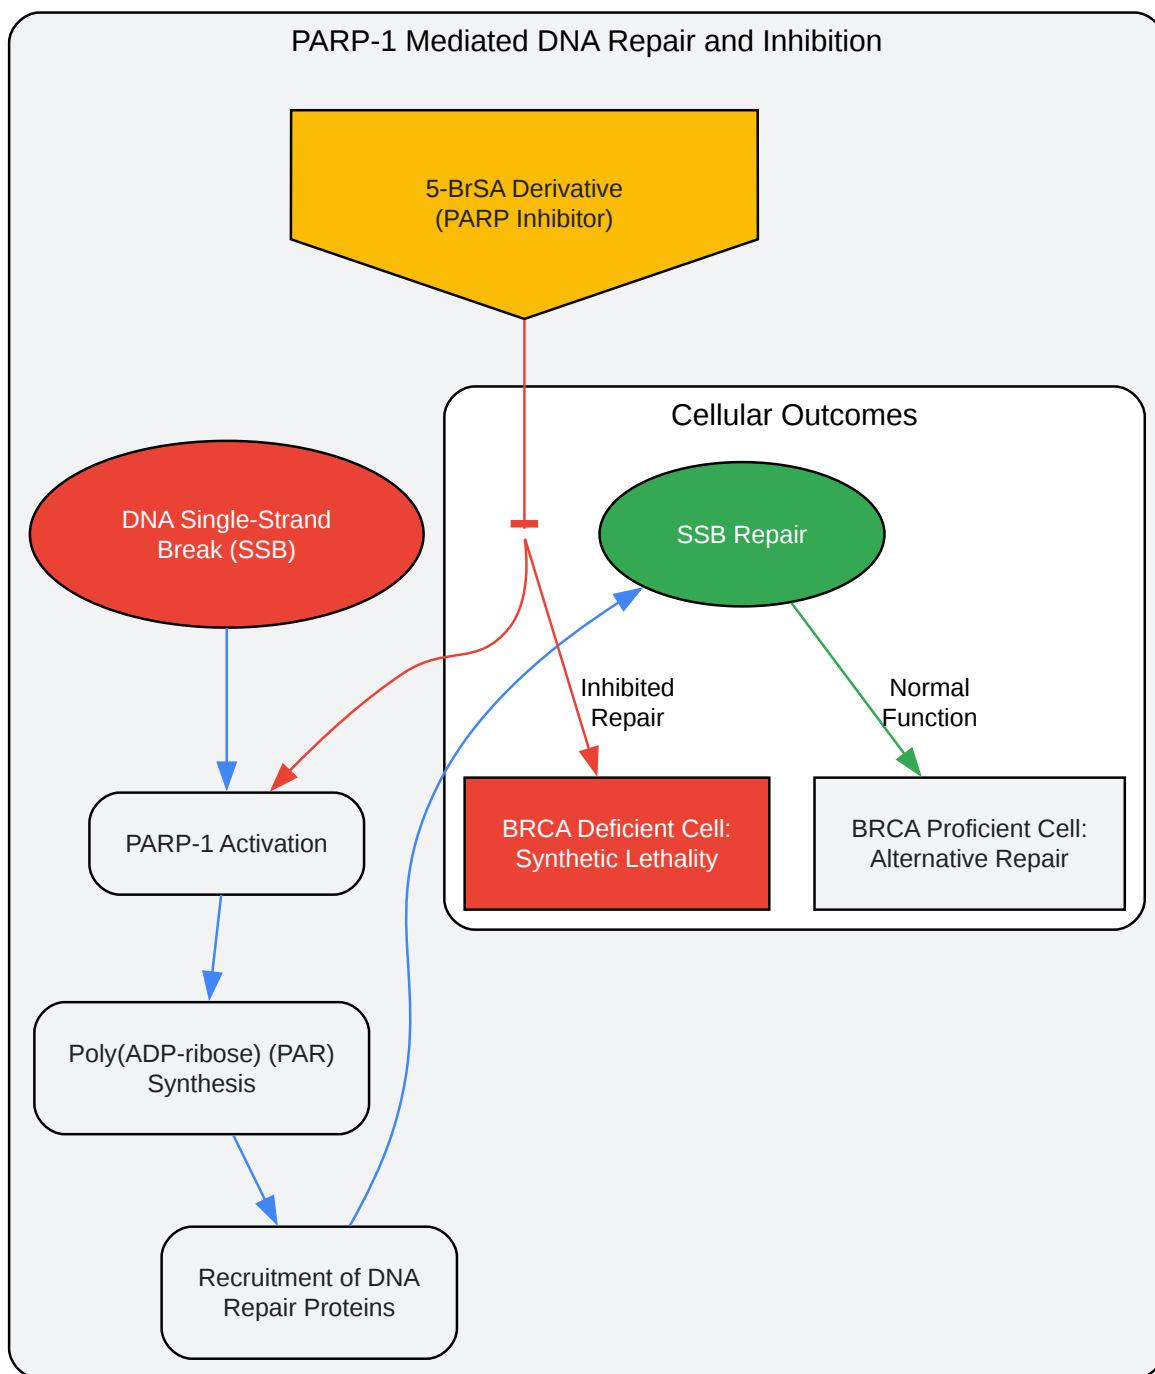 PARP-1 Mediated DNA Repair and Inhibition
5-BrSA Derivative
(PARP Inhibitor)
Cellular Outcomes
DNA Single-Strand
Break (SSB)
SSB Repair
Inhibited
Repair
Normal
Function
PARP-1 Activation
BRCA Deficient Cell:
Synthetic Lethality
BRCA Proficient Cell:
Alternative Repair
Poly(ADP-ribose) (PAR)
Synthesis
Recruitment of DNA
Repair Proteins